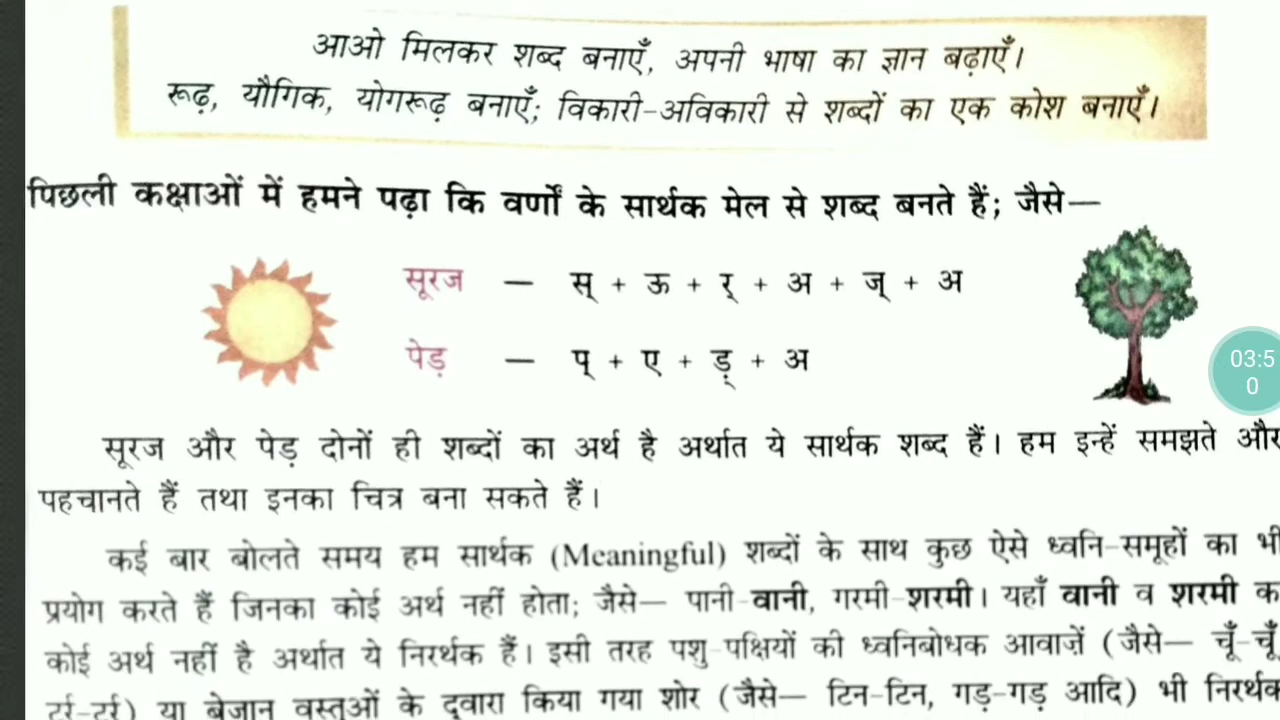 आओ मिलकर शब्द बनाएँ, अपनी भाषा का ज्ञान बढ़ाएँ।
रूढ़, यौगिक, योगरूढ़ बनाएँ; विकारी-अविकारी से शब्दों का एक कोश बनाएँ।
पिछली कक्षाओं में हमने पढ़ा कि वर्णों के सार्थक मेल से शब्द बनते हैं; जैसे—
सूरज — स् + ऊ + र् + अ + ज् + अ
पेड़ — प् + ए + ड़् + अ
03:5
0
सूरज और पेड़ दोनों ही शब्दों का अर्थ है अर्थात ये सार्थक शब्द हैं। हम इन्हें समझते और
पहचानते हैं तथा इनका चित्र बना सकते हैं।
कई बार बोलते समय हम सार्थक (Meaningful) शब्दों के साथ कुछ ऐसे ध्वनि-समूहों का भी
प्रयोग करते हैं जिनका कोई अर्थ नहीं होता; जैसे— पानी-वानी, गरमी-शरमी। यहाँ वानी व शरमी
कोई अर्थ नहीं है अर्थात ये निरर्थक हैं। इसी तरह पशु-पक्षियों की ध्वनिबोधक आवाज़ें (जैसे— चूँ-चूँ
टर्र-टर्र) या बेजान वस्तुओं के द्वारा किया गया शोर (जैसे— टिन-टिन, गड़-गड़ आदि) भी निरर्थक